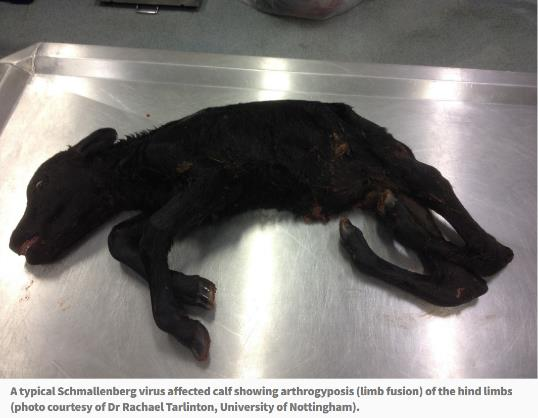 A typical Schmallenberg virus affected calf showing arthrogyposis (limb fusion) of the hind limbs
(photo courtesy of Dr Rachael Tarlinton, University of Nottingham).